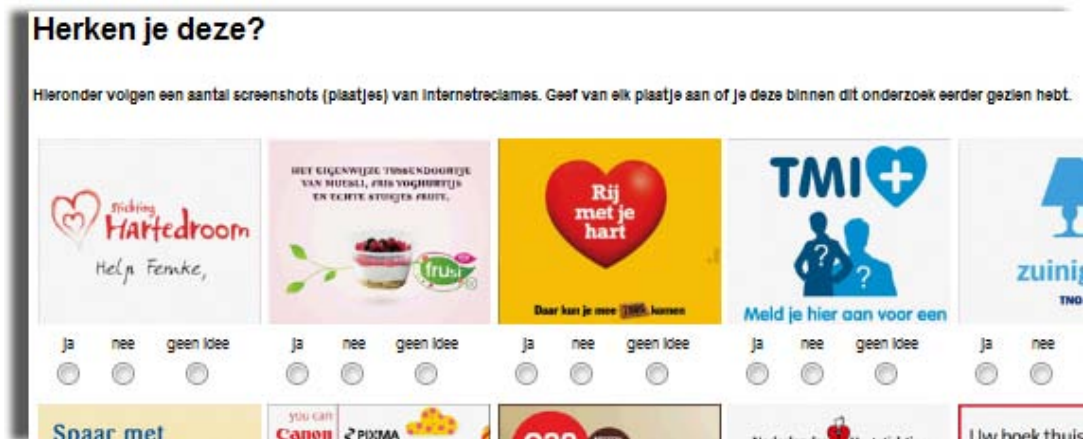 Herken je deze?
Hieronder volgen een aantal screenshots (plaatjes) van internetreclames. Geef van elk plaatje aan of je deze binnen dit onderzoek eerder gezien hebt.
Stichting
Hartedroom
Help Femke,
HET EIGENWIJZE TUSSENDOORTJE
VAN MUESLI, FRIS YOGHURTIJS
EN ECHTE STUKJES FRUIT.
frusi
Rij
met je
hart
Daar kun je mee thuis komen
TMI+
? ?
Meld je hier aan voor een
zuinig
TNO
ja nee geen idee ja nee geen idee ja nee geen idee ja nee geen idee ja nee
Spaar met
you can
Canon
PIXMA
Uw boek thuis